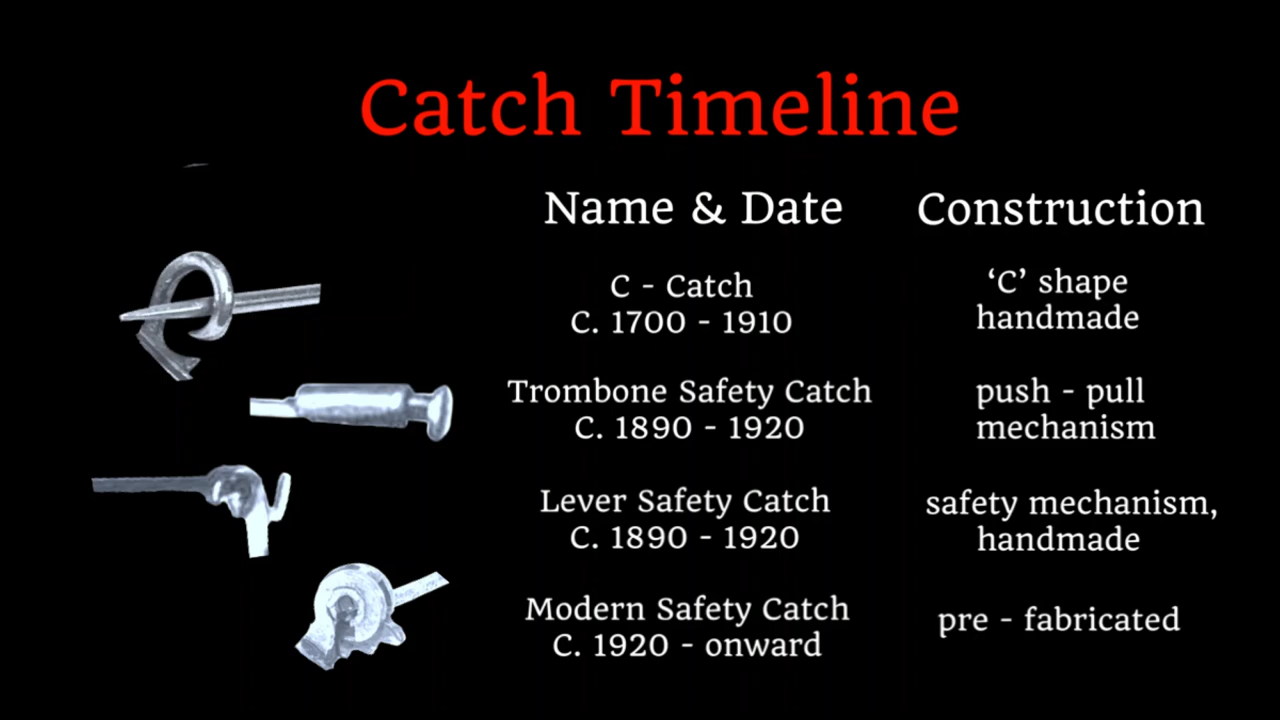 Catch Timeline
Name & Date
Construction
C - Catch
C. 1700 - 1910
‘C’ shape
handmade
Trombone Safety Catch
C. 1890 - 1920
push - pull
mechanism
Lever Safety Catch
C. 1890 - 1920
safety mechanism,
handmade
Modern Safety Catch
C. 1920 - onward
pre - fabricated